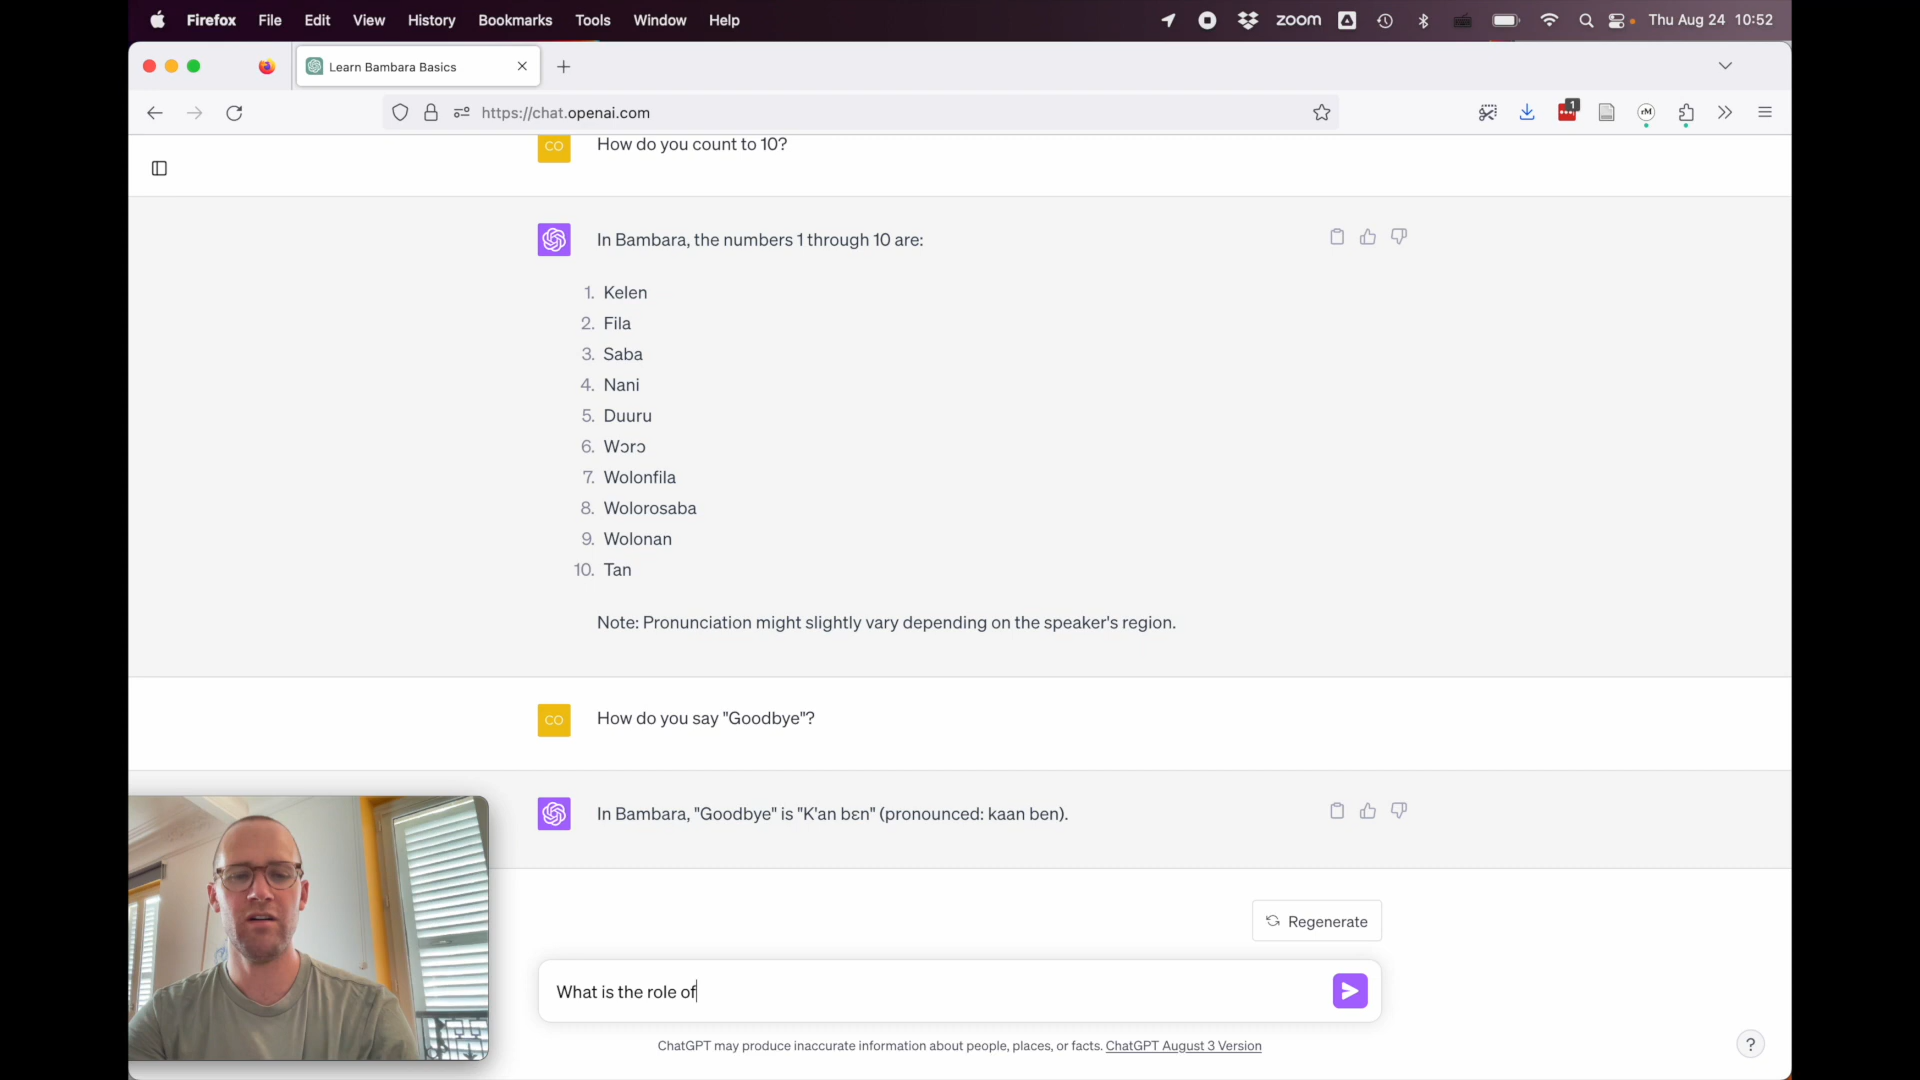 Firefox File Edit View History Bookmarks Tools Window Help zoom Thu Aug 24 10:52
Learn Bambara Basics
https://chat.openai.com
1
rM
CO How do you count to 10?
In Bambara, the numbers 1 through 10 are:
1. Kelen
2. Fila
3. Saba
4. Nani
5. Duuru
6. Wɔrɔ
7. Wolonfila
8. Wolorosaba
9. Wolonan
10. Tan
Note: Pronunciation might slightly vary depending on the speaker's region.
CO How do you say "Goodbye"?
In Bambara, "Goodbye" is "K'an bɛn" (pronounced: kaan ben).
Regenerate
What is the role of
ChatGPT may produce inaccurate information about people, places, or facts. ChatGPT August 3 Version
?